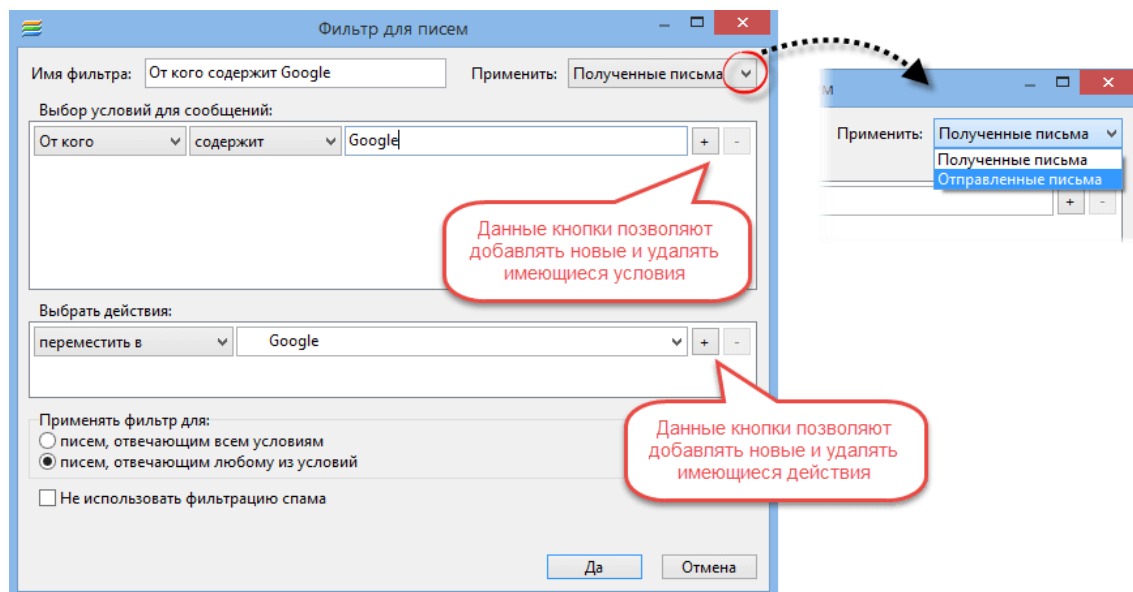 Фильтр для писем
Имя фильтра: От кого содержит Google Применить: Полученные письма
Выбор условий для сообщений:
От кого содержит Google + -
Данные кнопки позволяют
добавлять новые и удалять
имеющиеся условия
Выбрать действия:
переместить в Google + -
Данные кнопки позволяют
добавлять новые и удалять
имеющиеся действия
Применять фильтр для:
писем, отвечающим всем условиям
писем, отвечающим любому из условий
Не использовать фильтрацию спама
Да Отмена
м
Применить: Полученные письма
Полученные письма
Отправленные письма
+ -